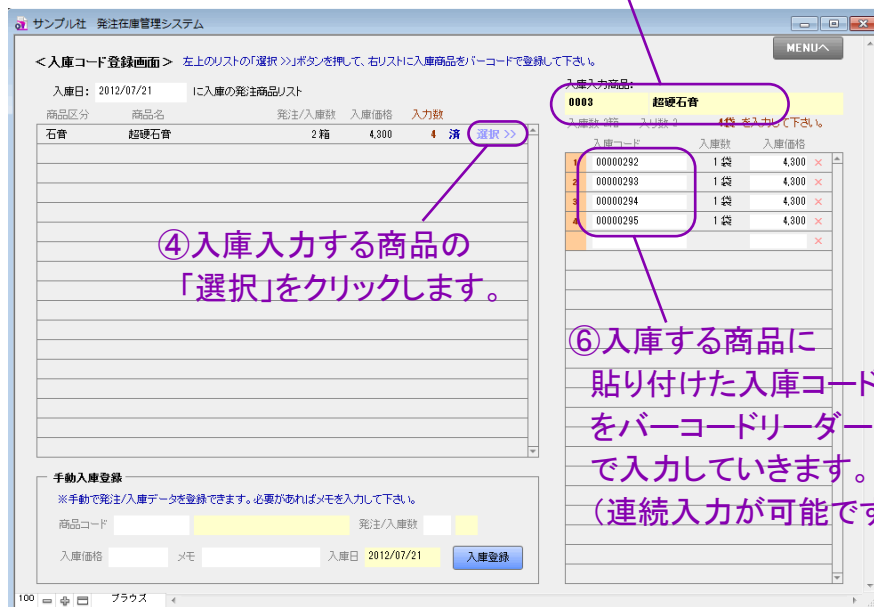 サンプル社 発注在庫管理システム
MENUへ
＜入庫コード登録画面＞ 左上のリストの「選択 >>」ボタンを押して、右リストに入庫商品をバーコードで登録して下さい。
入庫日: 2012/07/21 に入庫の発注商品リスト
商品区分 商品名 発注/入庫数 入庫価格 入力数
石膏 超硬石膏 2 箱 4,300 4 済 選択 >>
入庫入力商品:
0003 超硬石膏
入庫数 2箱 入り数 2 4袋 を入力して下さい。
入庫コード 入庫数 入庫価格
1 00000292 1 袋 4,300 ×
2 00000293 1 袋 4,300 ×
3 00000294 1 袋 4,300 ×
4 00000295 1 袋 4,300 ×
×
④入庫入力する商品の
「選択」をクリックします。
⑥入庫する商品に
貼り付けた入庫コード
をバーコードリーダー
で入力していきます。
（連続入力が可能です
手動入庫登録
※手動で発注/入庫データを登録できます。必要があればメモを入力して下さい。
商品コード 発注/入庫数
入庫価格 メモ 入庫日 2012/07/21 入庫登録
100 ブラウズ